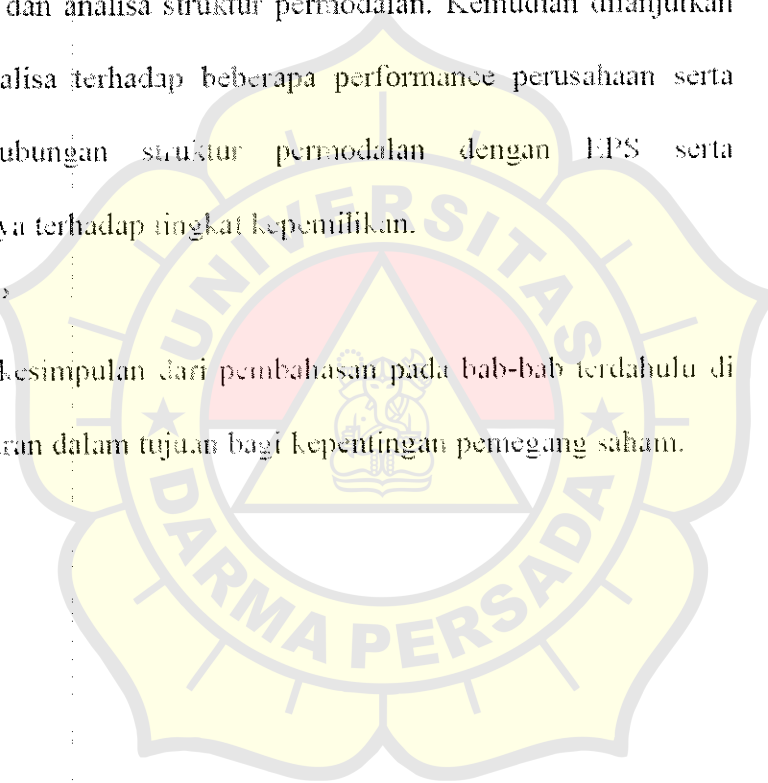 dan analisa struktur permodalan. Kemudian dilanjutkan
alisa terhadap beberapa performance perusahaan serta
ubungan struktur permodalan dengan EPS serta
ya terhadap tingkat kepemilikan.
kesimpulan dari pembahasan pada bab-bab terdahulu di
ran dalam tujuan bagi kepentingan pemegang saham.
UNIVERSITAS
DARMA PERSADA